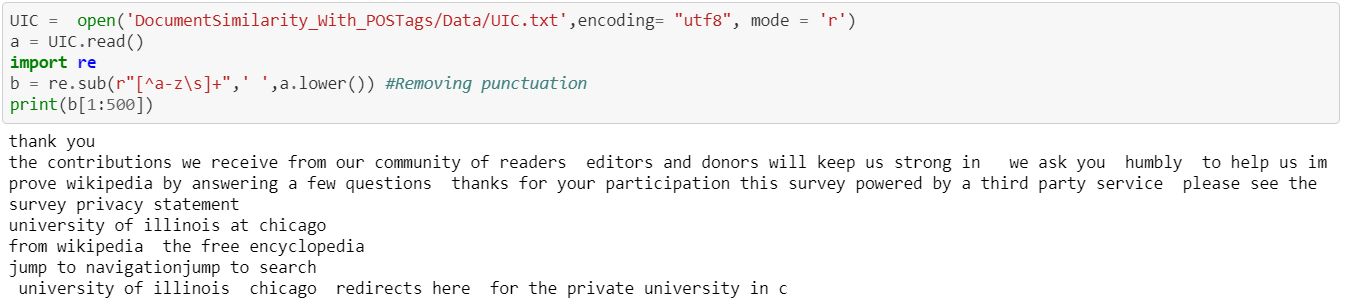 UIC =  open('DocumentSimilarity_With_POSTags/Data/UIC.txt',encoding= "utf8", mode = 'r')
a = UIC.read()
import re
b = re.sub(r"[^a-z\s]+",' ',a.lower()) #Removing punctuation
print(b[1:500])
thank you
the contributions we receive from our community of readers  editors and donors will keep us strong in   we ask you  humbly  to help us im
prove wikipedia by answering a few questions  thanks for your participation this survey powered by a third party service  please see the
survey privacy statement
university of illinois at chicago
from wikipedia  the free encyclopedia
jump to navigationjump to search
 university of illinois  chicago  redirects here  for the private university in c